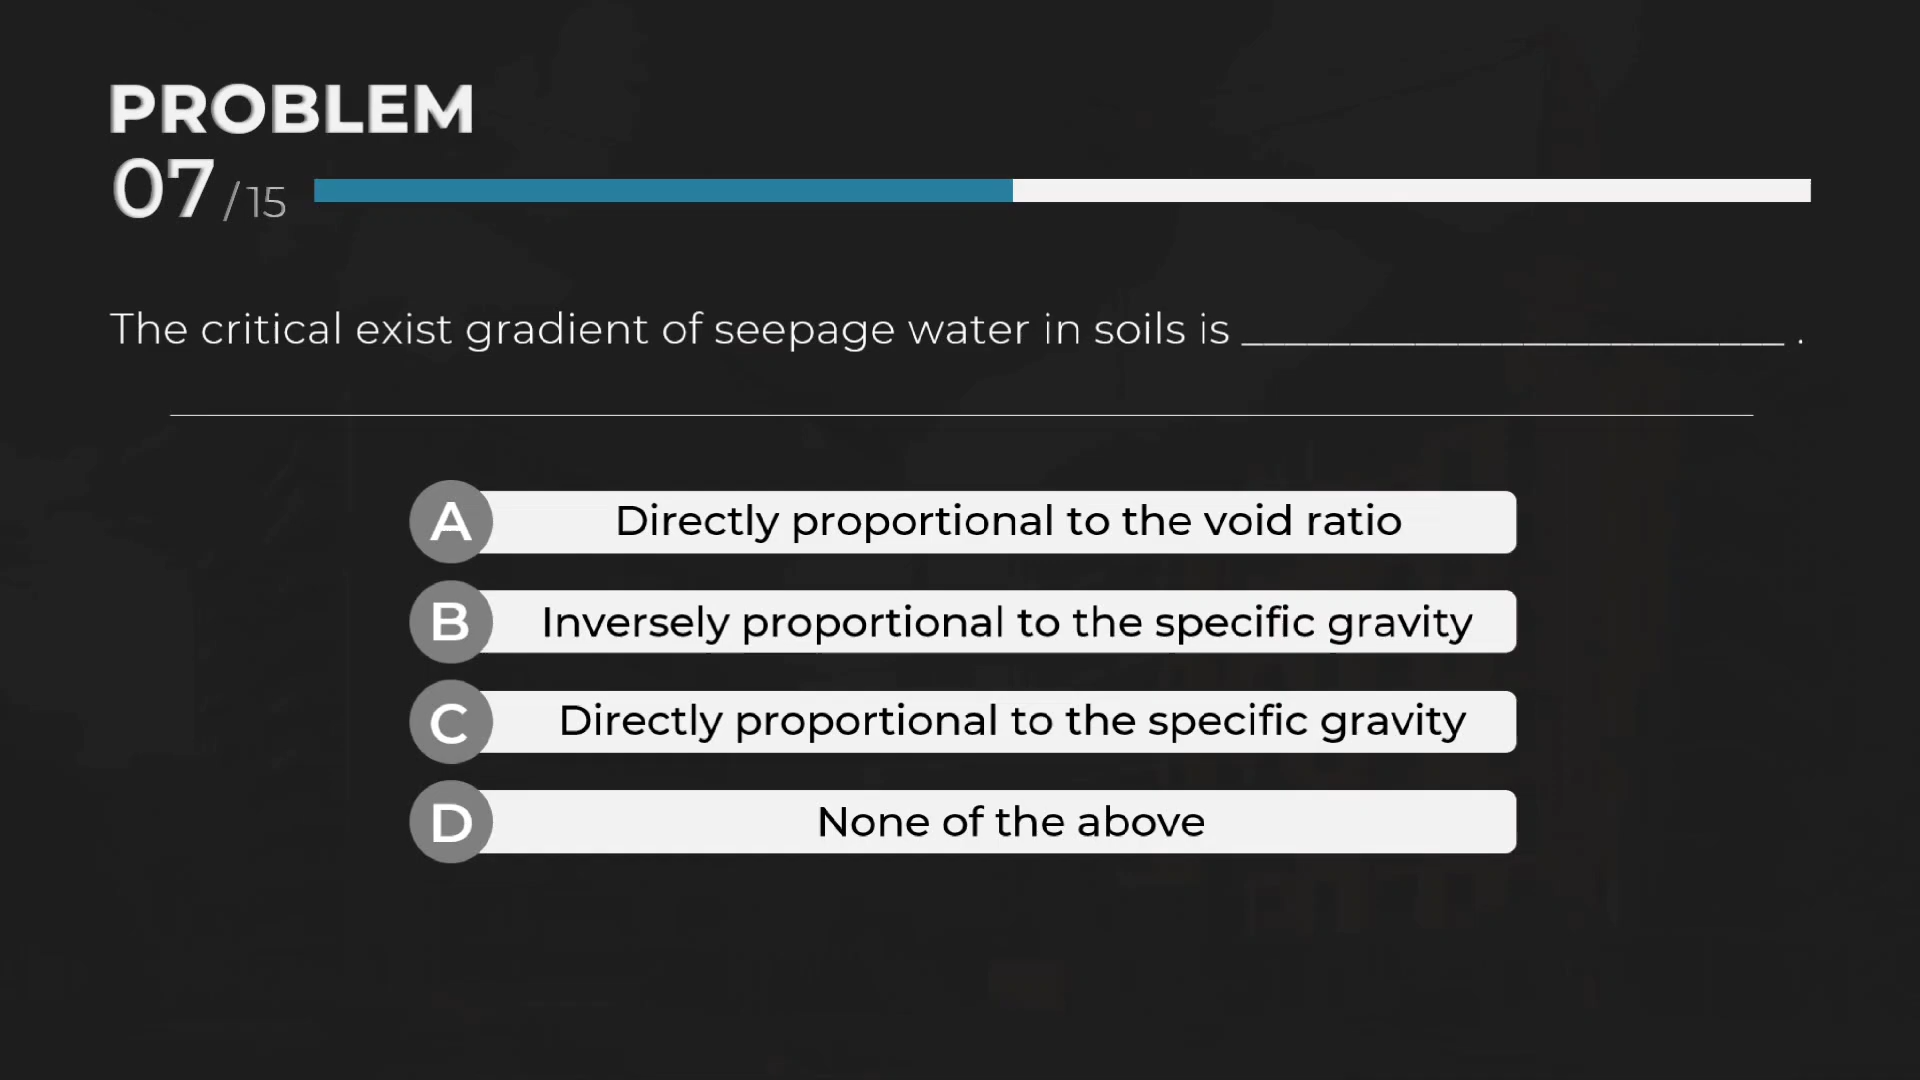 PROBLEM
07/15
The critical exist gradient of seepage water in soils is _________________________ .
A Directly proportional to the void ratio
B Inversely proportional to the specific gravity
C Directly proportional to the specific gravity
D None of the above